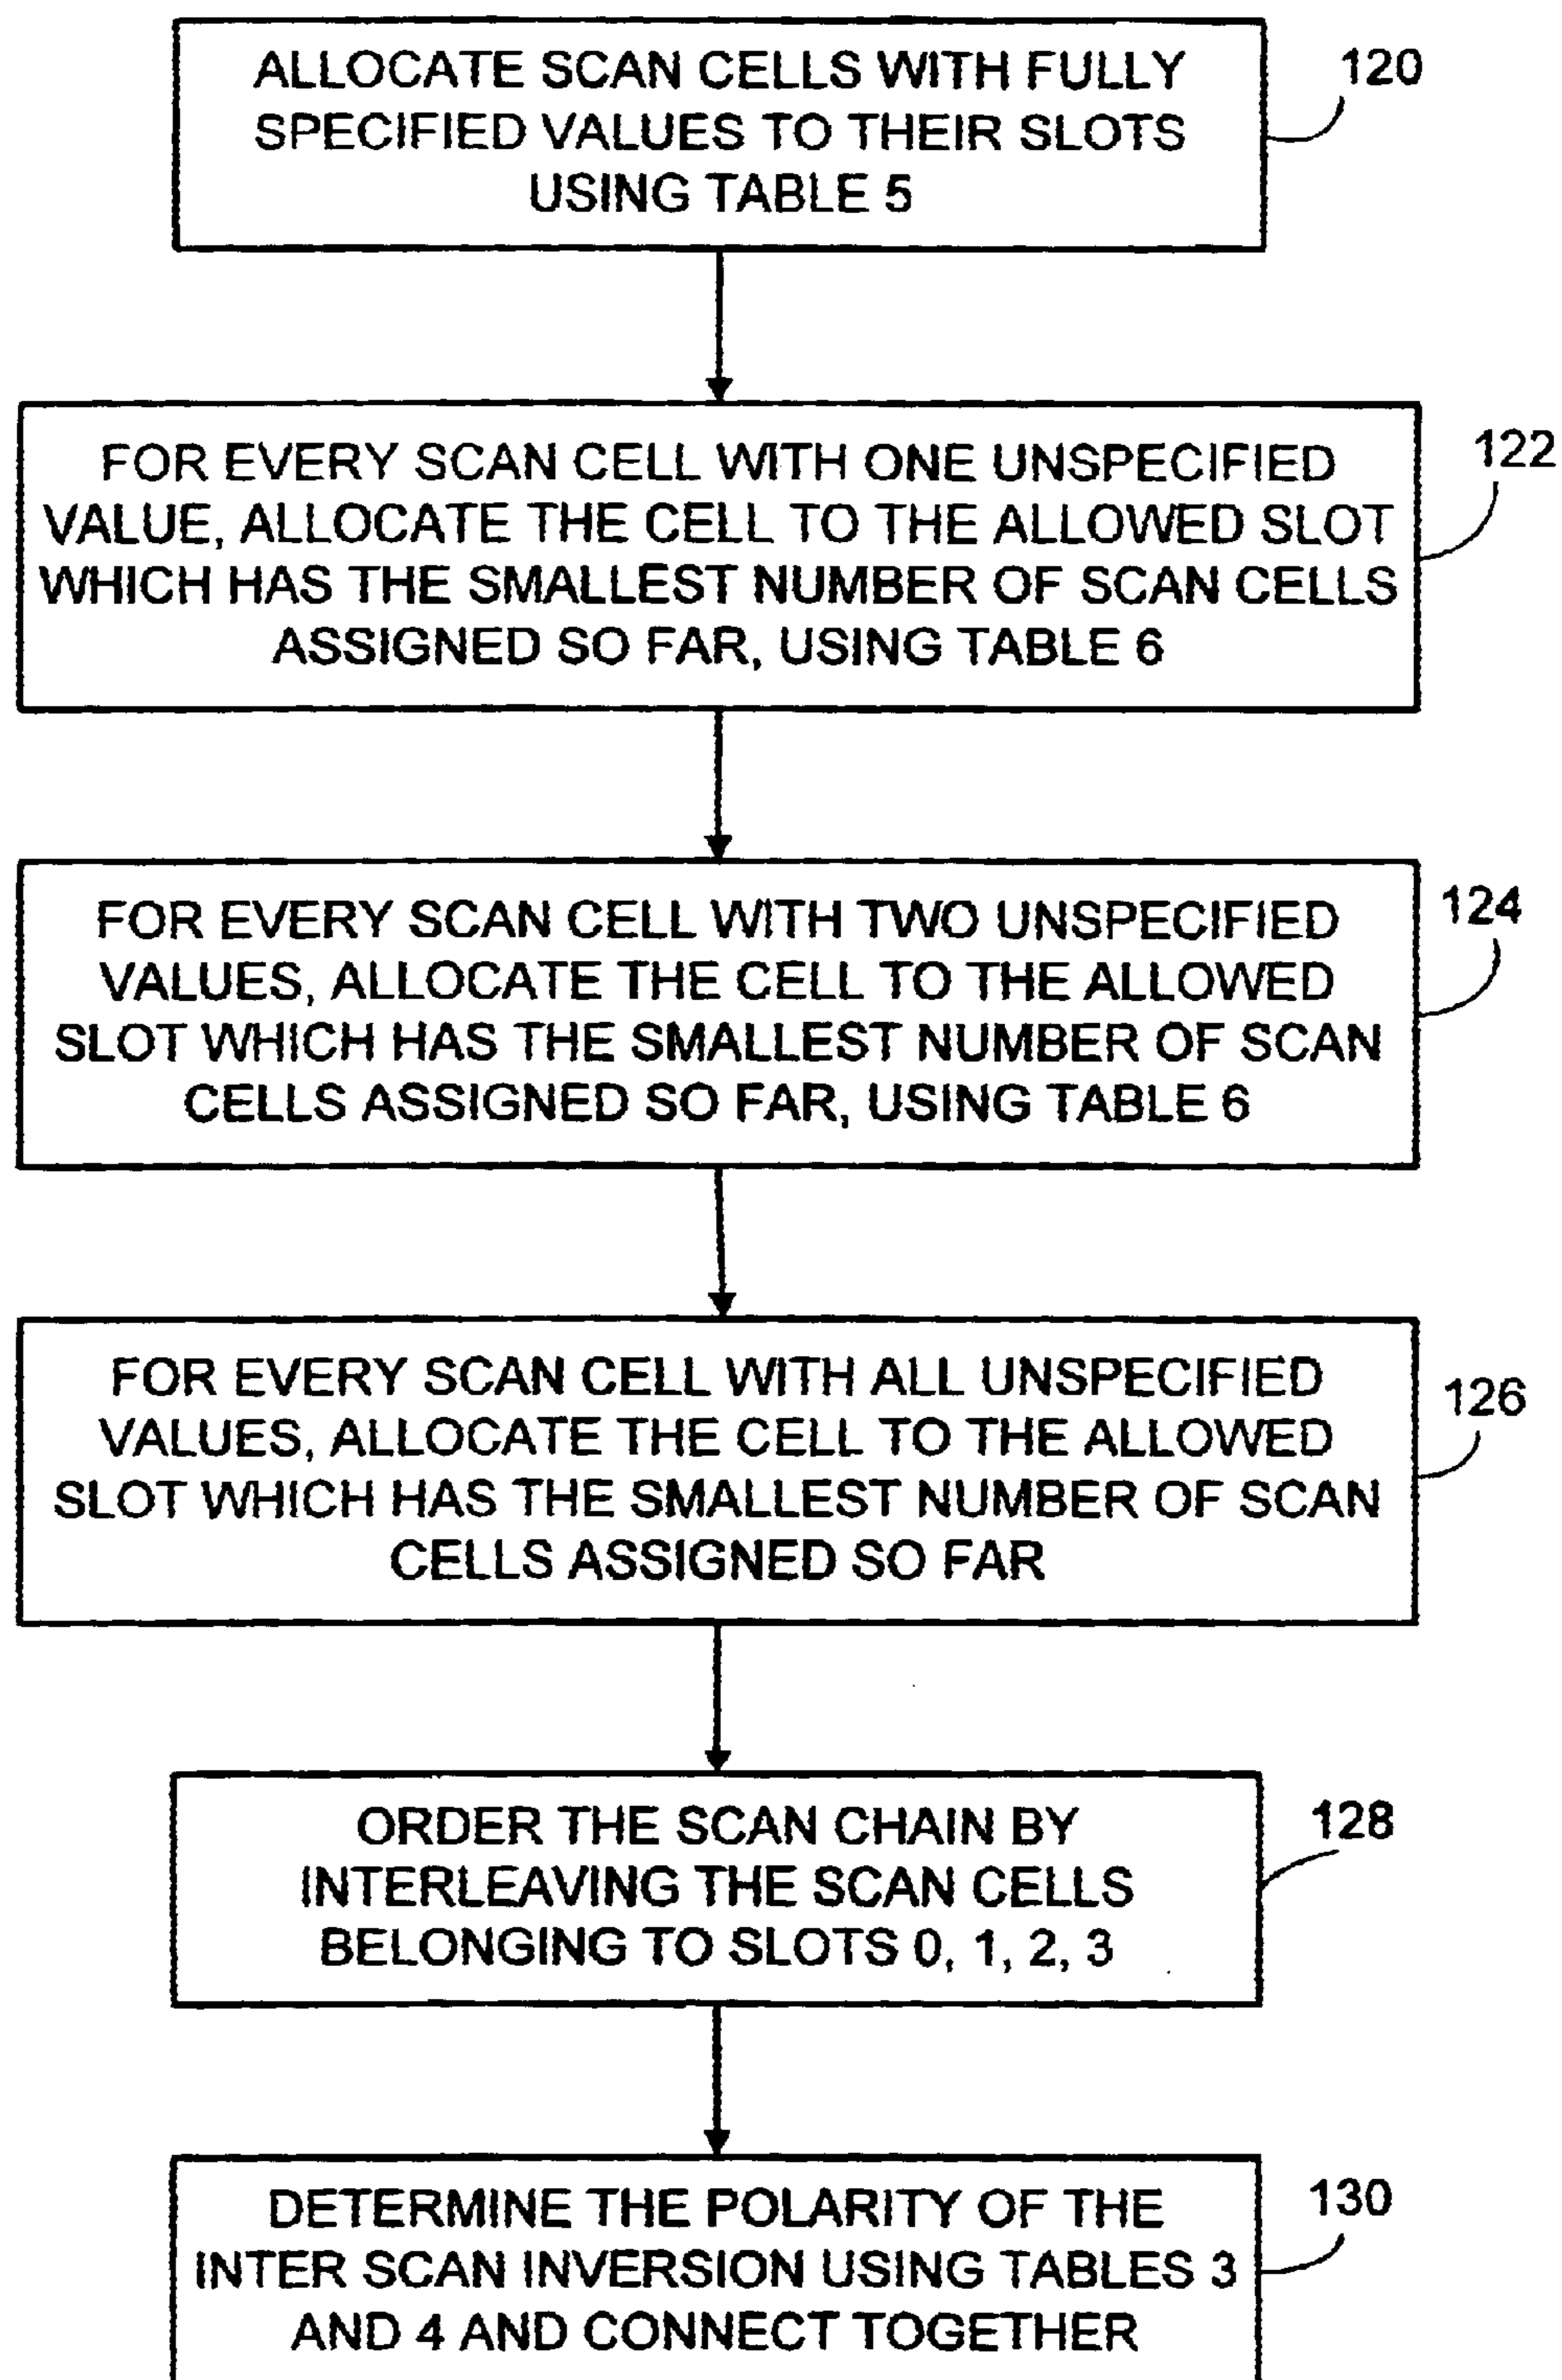 ALLOCATE SCAN CELLS WITH FULLY
SPECIFIED VALUES TO THEIR SLOTS
USING TABLE 5
120
FOR EVERY SCAN CELL WITH ONE UNSPECIFIED
VALUE, ALLOCATE THE CELL TO THE ALLOWED SLOT
WHICH HAS THE SMALLEST NUMBER OF SCAN CELLS
ASSIGNED SO FAR, USING TABLE 6
122
FOR EVERY SCAN CELL WITH TWO UNSPECIFIED
VALUES, ALLOCATE THE CELL TO THE ALLOWED
SLOT WHICH HAS THE SMALLEST NUMBER OF SCAN
CELLS ASSIGNED SO FAR, USING TABLE 6
124
FOR EVERY SCAN CELL WITH ALL UNSPECIFIED
VALUES, ALLOCATE THE CELL TO THE ALLOWED
SLOT WHICH HAS THE SMALLEST NUMBER OF SCAN
CELLS ASSIGNED SO FAR
126
ORDER THE SCAN CHAIN BY
INTERLEAVING THE SCAN CELLS
BELONGING TO SLOTS 0, 1, 2, 3
128
DETERMINE THE POLARITY OF THE
INTER SCAN INVERSION USING TABLES 3
AND 4 AND CONNECT TOGETHER
130